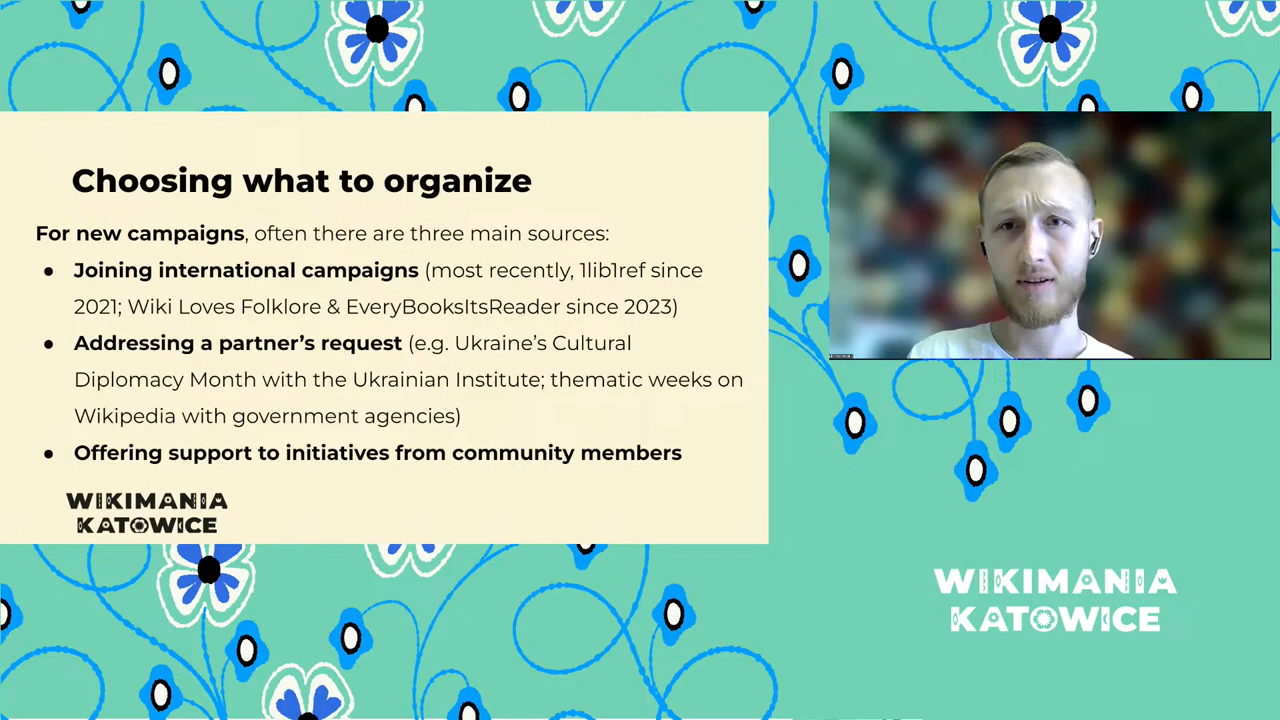 Choosing what to organize
For new campaigns, often there are three main sources:
● Joining international campaigns (most recently, 1lib1ref since
2021; Wiki Loves Folklore & EveryBooksItsReader since 2023)
● Addressing a partner’s request (e.g. Ukraine’s Cultural
Diplomacy Month with the Ukrainian Institute; thematic weeks on
Wikipedia with government agencies)
● Offering support to initiatives from community members
WIKIMANIA
KATOWICE
WIKIMANIA
KATOWICE